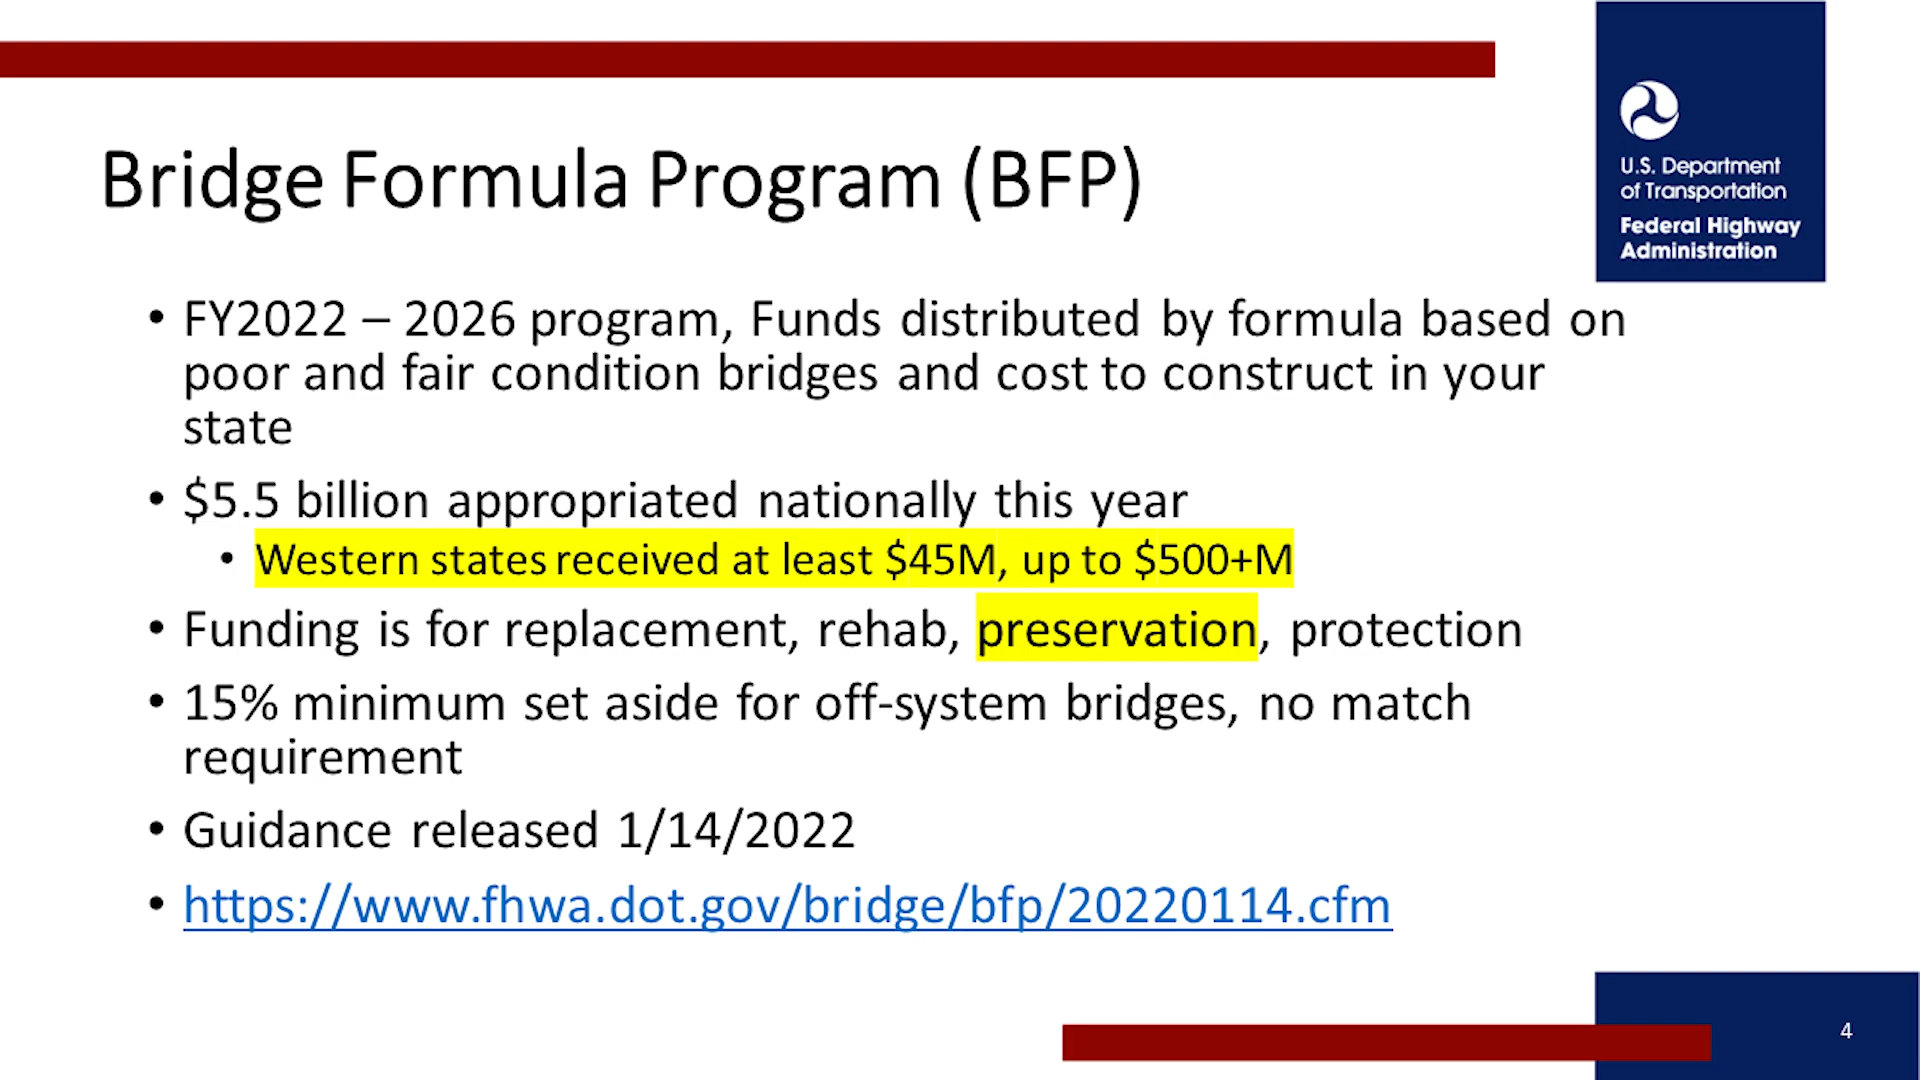 U.S. Department
of Transportation
Federal Highway
Administration
Bridge Formula Program (BFP)
• FY2022 – 2026 program, Funds distributed by formula based on
poor and fair condition bridges and cost to construct in your
state
• $5.5 billion appropriated nationally this year
• Western states received at least $45M, up to $500+M
• Funding is for replacement, rehab, preservation, protection
• 15% minimum set aside for off-system bridges, no match
requirement
• Guidance released 1/14/2022
• https://www.fhwa.dot.gov/bridge/bfp/20220114.cfm
4